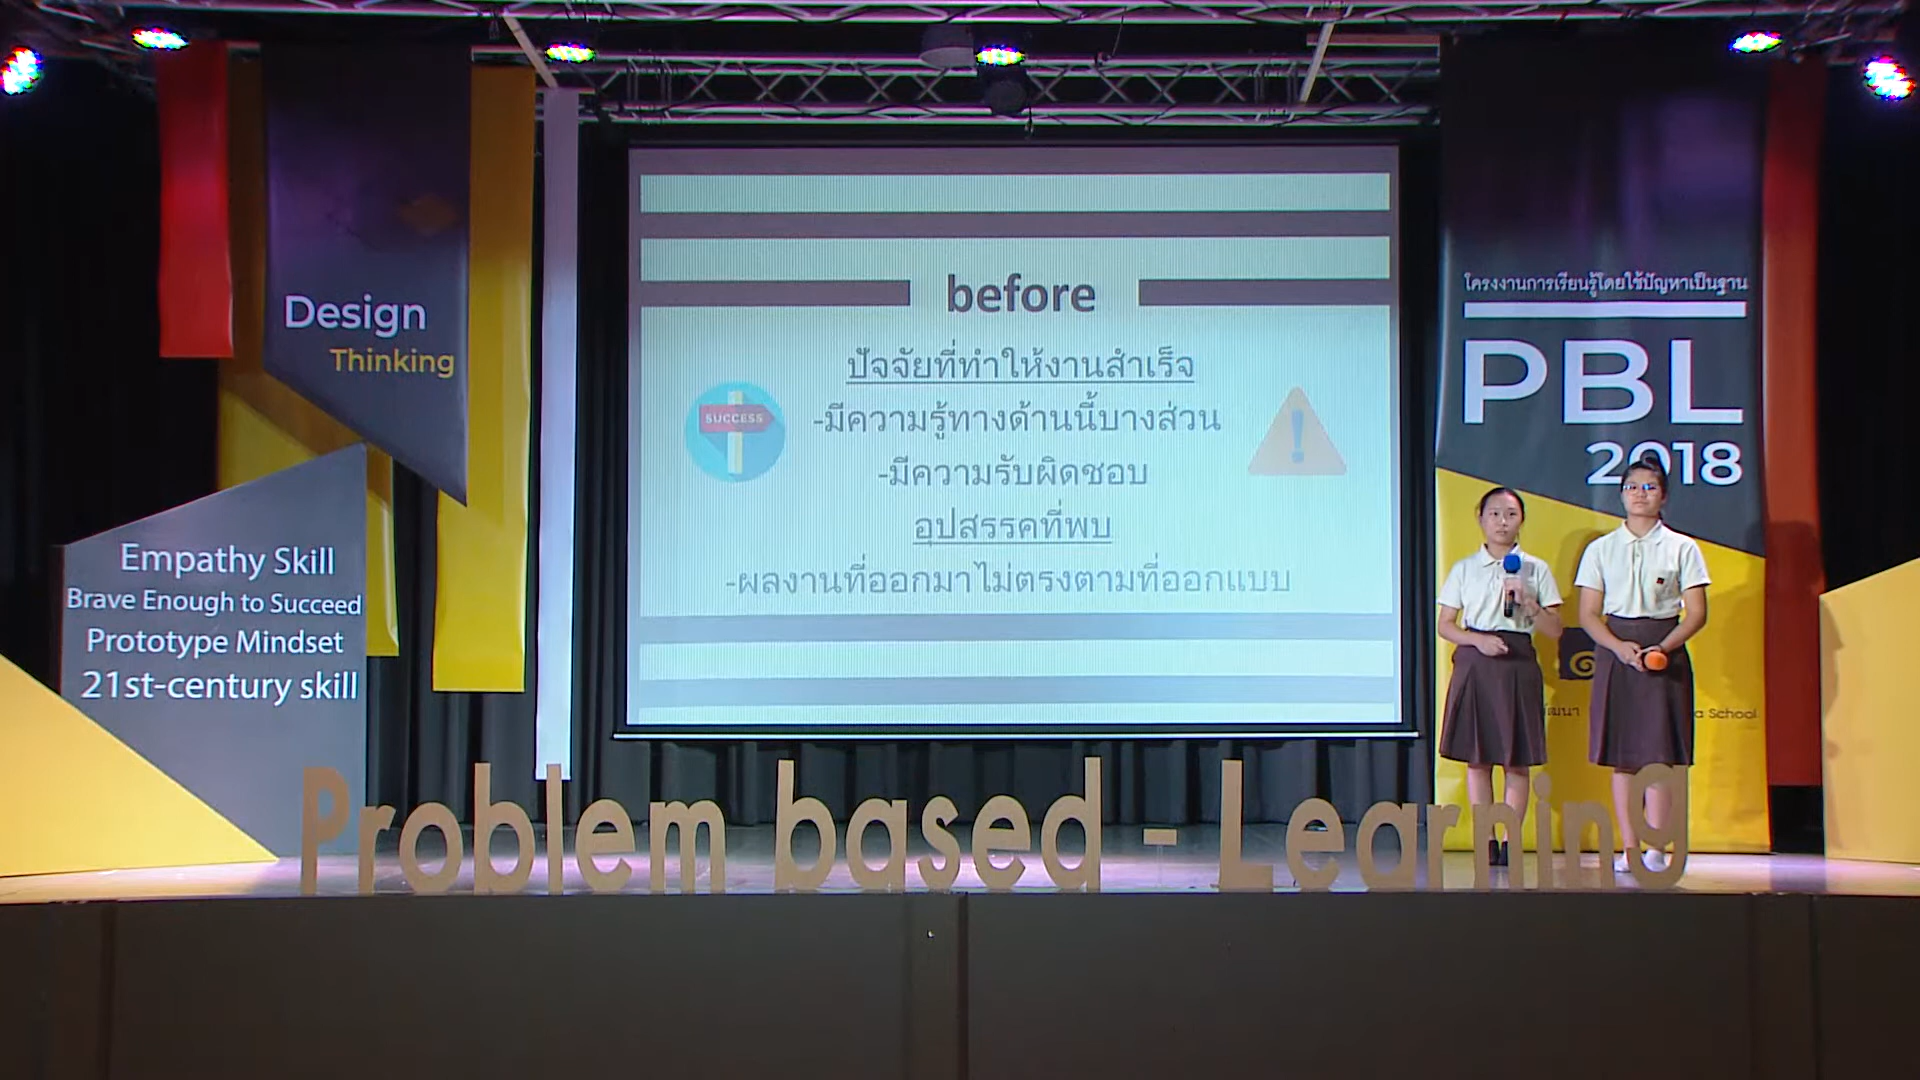 Design
Thinking
Empathy Skill
Brave Enough to Succeed
Prototype Mindset
21st-century skill
before
ปัจจัยที่ทำให้งานสำเร็จ
SUCCESS
-มีความรู้ทางด้านนี้บางส่วน
-มีความรับผิดชอบ
อุปสรรคที่พบ
-ผลงานที่ออกมาไม่ตรงตามที่ออกแบบ
โครงงานการเรียนรู้โดยใช้ปัญหาเป็นฐาน
PBL
2018
School
Problem based - Learning